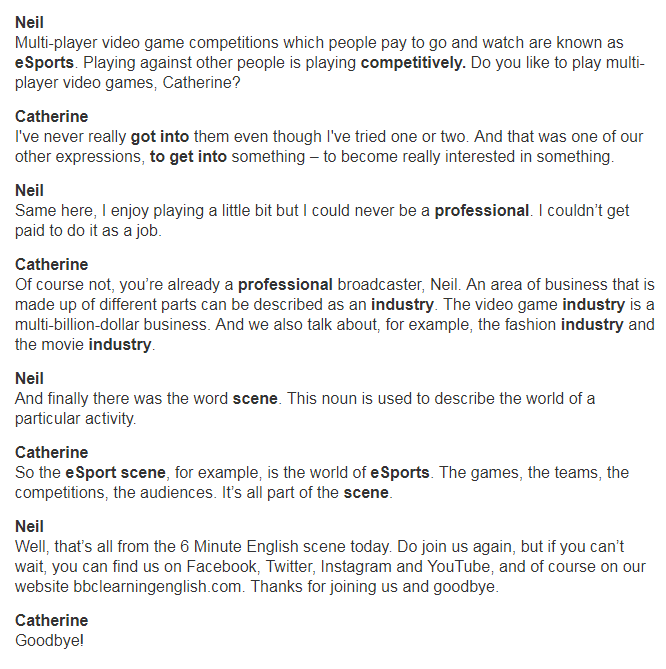 Neil
Multi-player video game competitions which people pay to go and watch are known as
eSports. Playing against other people is playing competitively. Do you like to play multi-
player video games, Catherine?
Catherine
I've never really got into them even though I've tried one or two. And that was one of our
other expressions, to get into something – to become really interested in something.
Neil
Same here, I enjoy playing a little bit but I could never be a professional. I couldn’t get
paid to do it as a job.
Catherine
Of course not, you’re already a professional broadcaster, Neil. An area of business that is
made up of different parts can be described as an industry. The video game industry is a
multi-billion-dollar business. And we also talk about, for example, the fashion industry and
the movie industry.
Neil
And finally there was the word scene. This noun is used to describe the world of a
particular activity.
Catherine
So the eSport scene, for example, is the world of eSports. The games, the teams, the
competitions, the audiences. It’s all part of the scene.
Neil
Well, that’s all from the 6 Minute English scene today. Do join us again, but if you can’t
wait, you can find us on Facebook, Twitter, Instagram and YouTube, and of course on our
website bbclearningenglish.com. Thanks for joining us and goodbye.
Catherine
Goodbye!